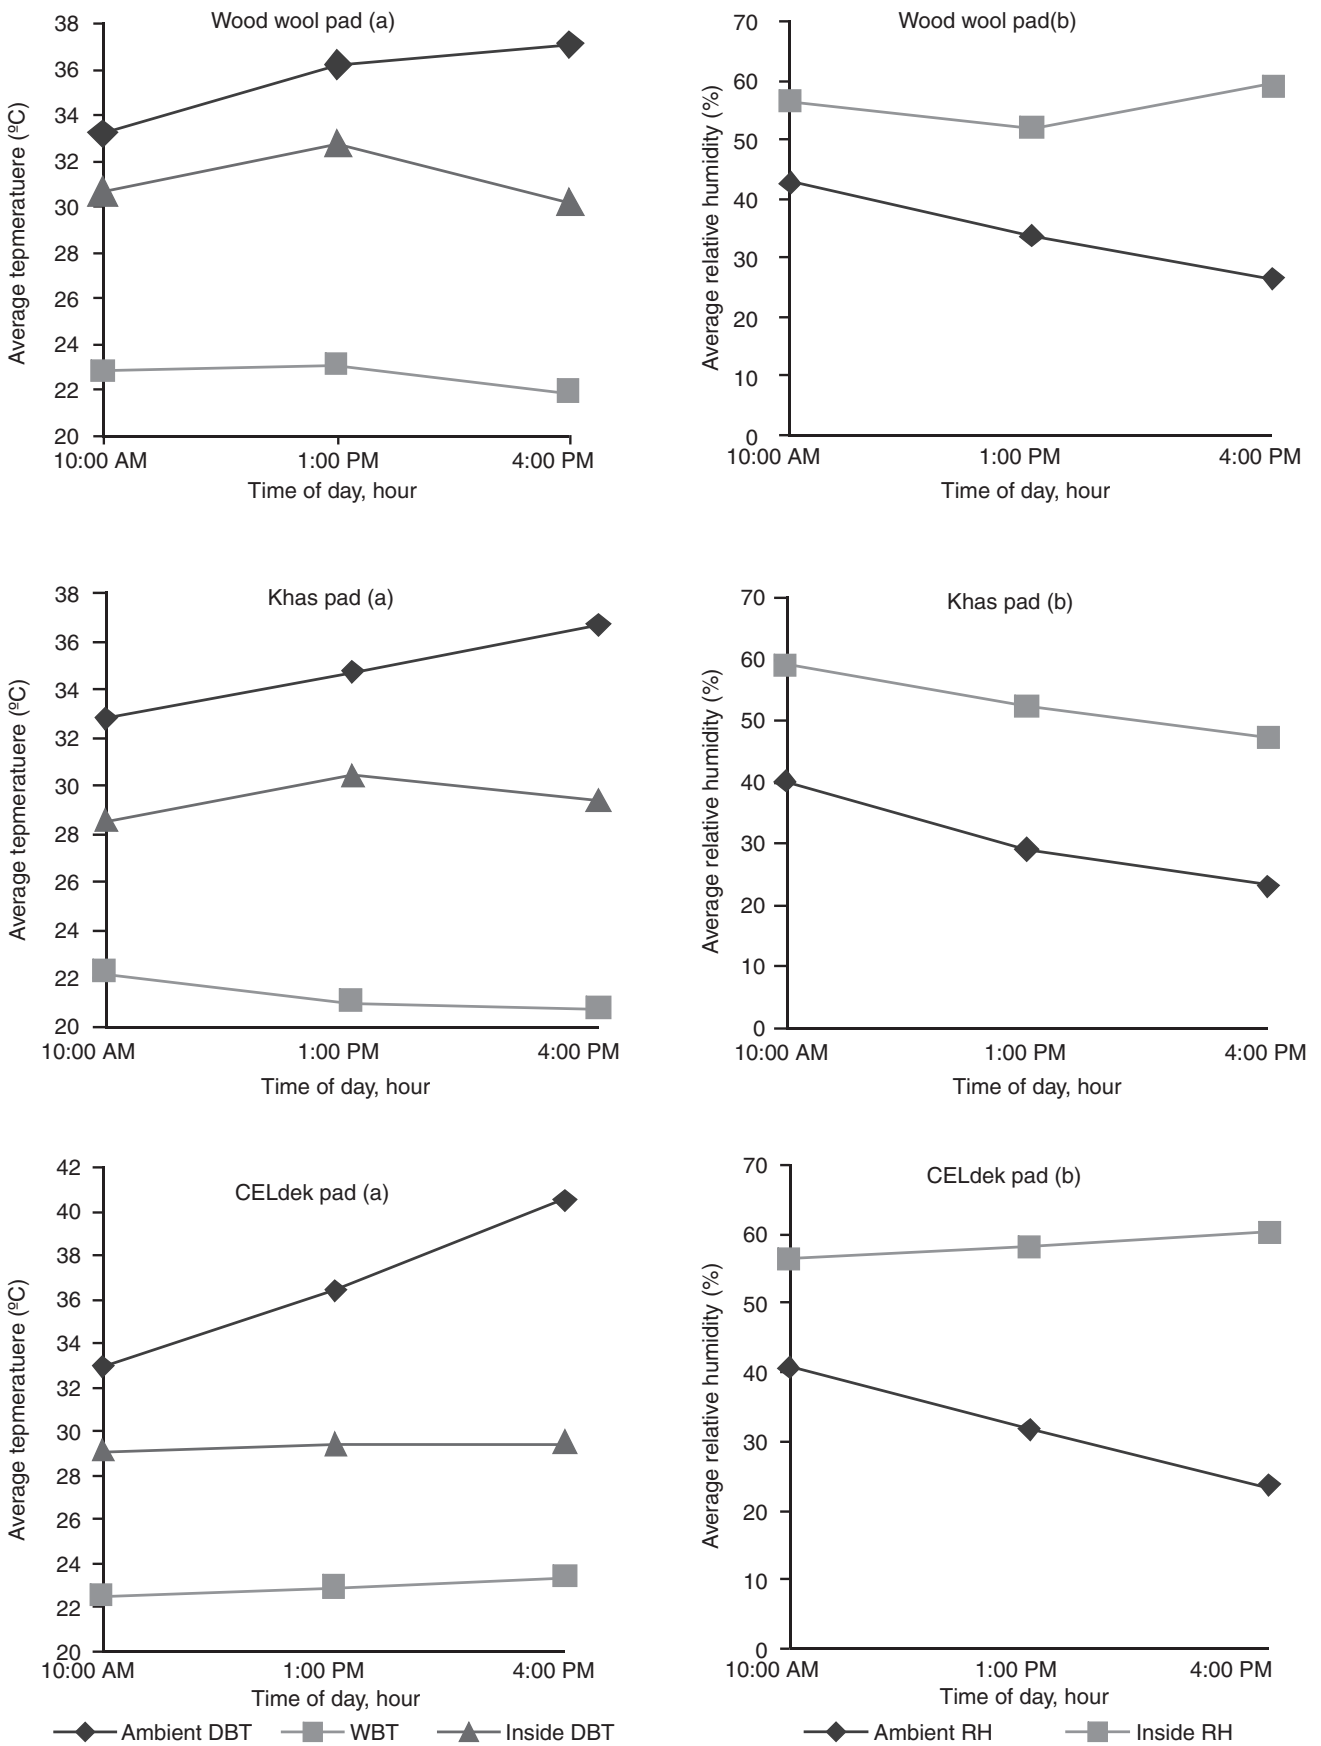 Wood wool pad (a)
38
36
34
32
30
28
26
24
22
20
Average tepmeratuere (ºC)
10:00 AM 1:00 PM 4:00 PM
Time of day, hour
Wood wool pad(b)
70
60
50
40
30
20
10
0
Average relative humidity (%)
10:00 AM 1:00 PM 4:00 PM
Time of day, hour
Khas pad (a)
38
36
34
32
30
28
26
24
22
20
Average tepmeratuere (ºC)
10:00 AM 1:00 PM 4:00 PM
Time of day, hour
Khas pad (b)
70
60
50
40
30
20
10
0
Average relative humidity (%)
10:00 AM 1:00 PM 4:00 PM
Time of day, hour
CELdek pad (a)
42
40
38
36
34
32
30
28
26
24
22
20
Average tepmeratuere (ºC)
10:00 AM 1:00 PM 4:00 PM
Time of day, hour
Ambient DBT WBT Inside DBT
CELdek pad (b)
70
60
50
40
30
20
10
0
Average relative humidity (%)
10:00 AM 1:00 PM 4:00 PM
Time of day, hour
Ambient RH Inside RH